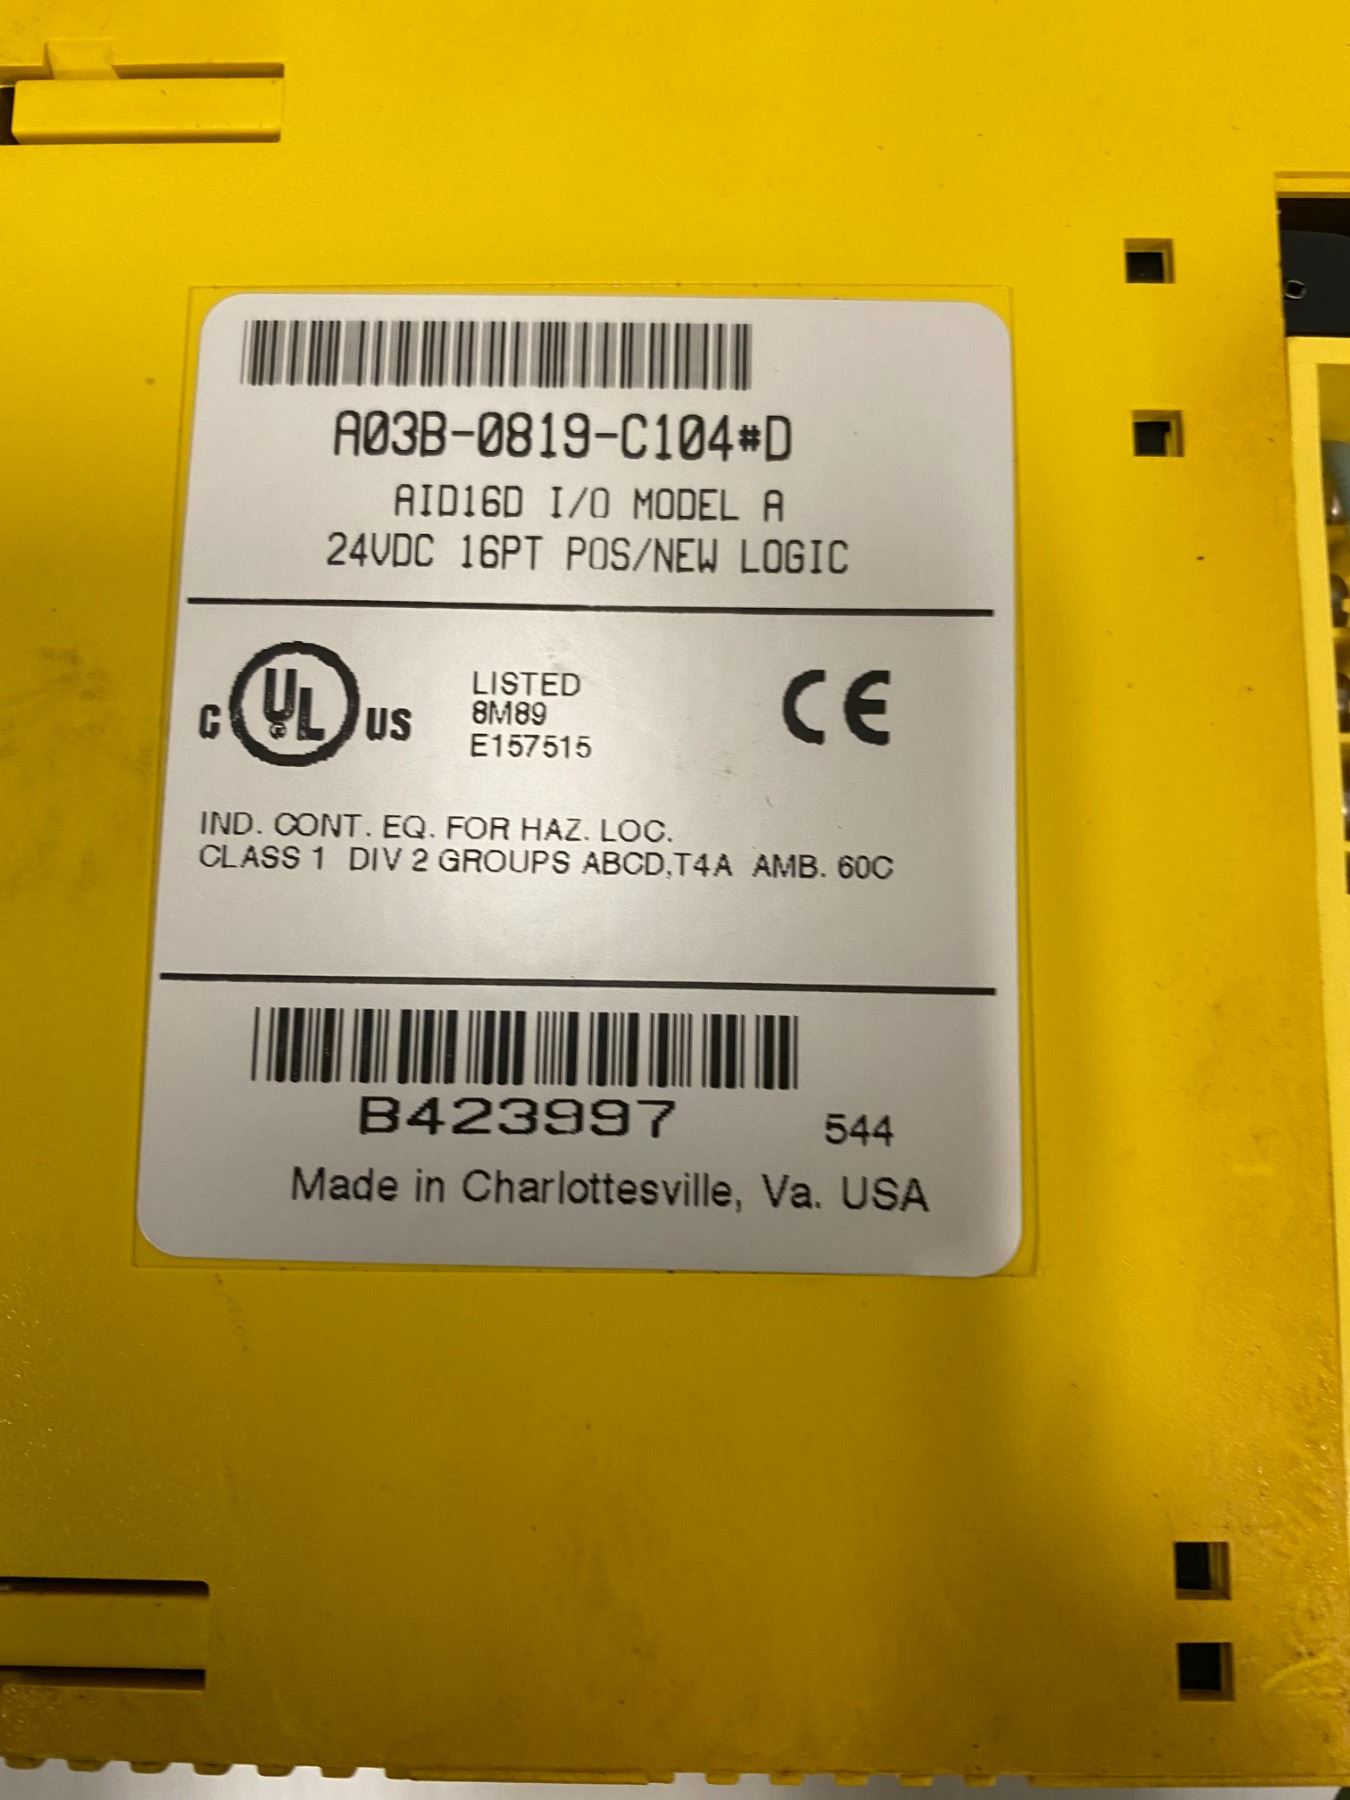 A03B-0819-C104#D
AID16D I/O MODEL A
24VDC 16PT POS/NEW LOGIC
C UL US
LISTED
8M89
E157515
CE
IND. CONT. EQ. FOR HAZ. LOC.
CLASS 1 DIV 2 GROUPS ABCD,T4A AMB. 60C
B423997 544
Made in Charlottesville, Va. USA